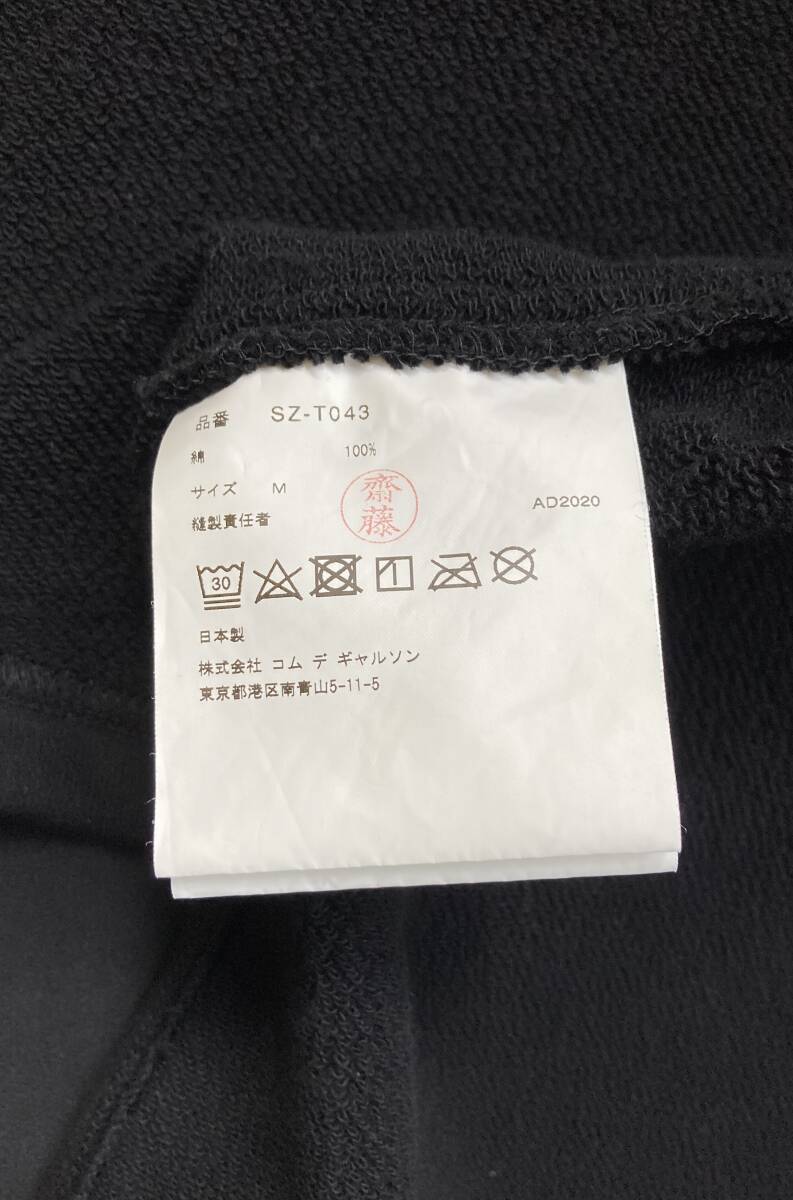 品番 SZ-T043
綿 100%
サイズ M
縫製責任者 齋藤 AD2020
30
日本製
株式会社 コム デ ギャルソン
東京都港区南青山5-11-5